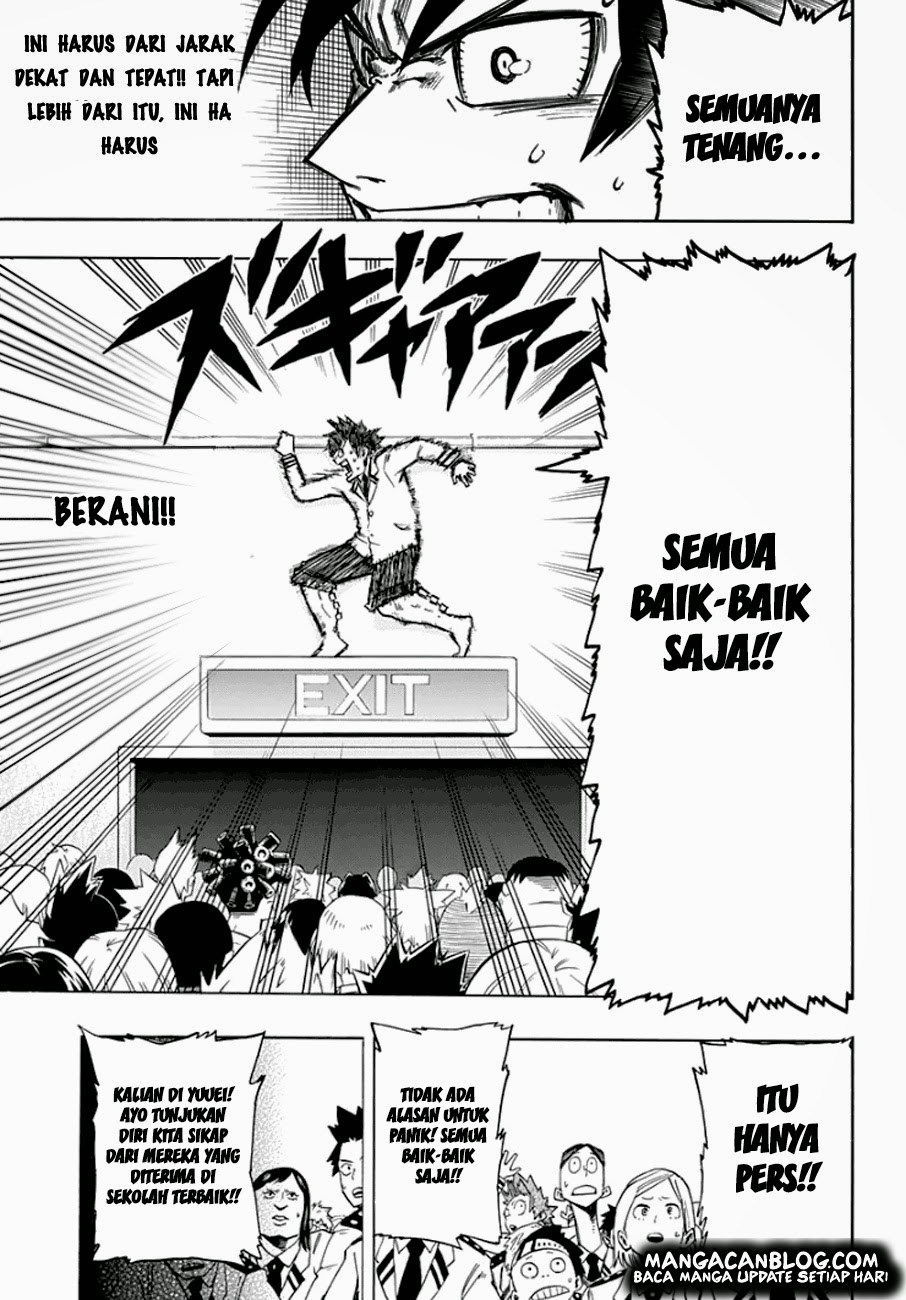 SEMUANYA
TENANG...
INI HARUS DARI JARAK
DEKAT DAN TEPAT!! TAPI
LEBIH DARI ITU, INI HA
HARUS
SEMUA
BAIK-BAIK
SAJA!!
ズギャアアー
BERANI!!
EXIT
ITU
HANYA
PERS!!
TIDAK ADA
ALASAN UNTUK
PANIK! SEMUA
BAIK-BAIK
SAJA!!
KALIAN DI YUUEI!
AYO TUNJUKAN
DIRI KITA SIKAP
DARI MEREKA YANG
DITERIMA DI
SEKOLAH TERBAIK!!
MANGACANBLOG.COM
BACA MANGA UPDATE SETIAP HARI